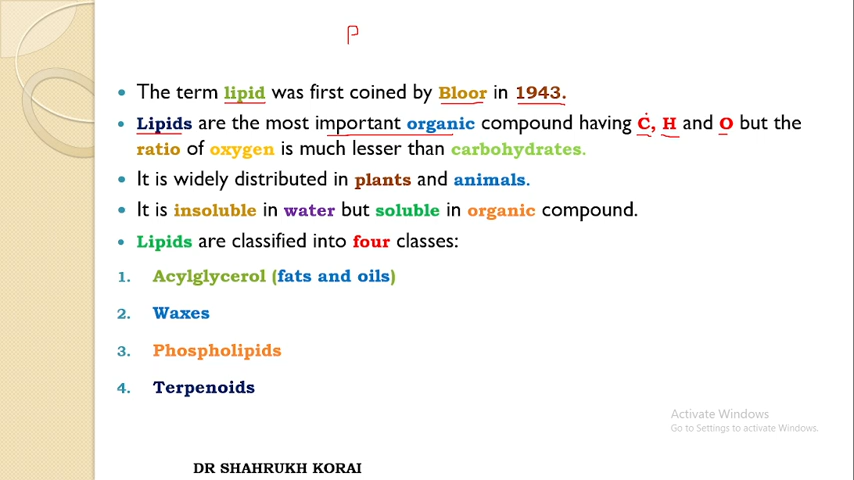 P
• The term lipid was first coined by Bloor in 1943.
• Lipids are the most important organic compound having C, H and O but the
ratio of oxygen is much lesser than carbohydrates.
• It is widely distributed in plants and animals.
• It is insoluble in water but soluble in organic compound.
• Lipids are classified into four classes:
1. Acylglycerol (fats and oils)
2. Waxes
3. Phospholipids
4. Terpenoids
Activate Windows
Go to Settings to activate Windows.
DR SHAHRUKH KORAI